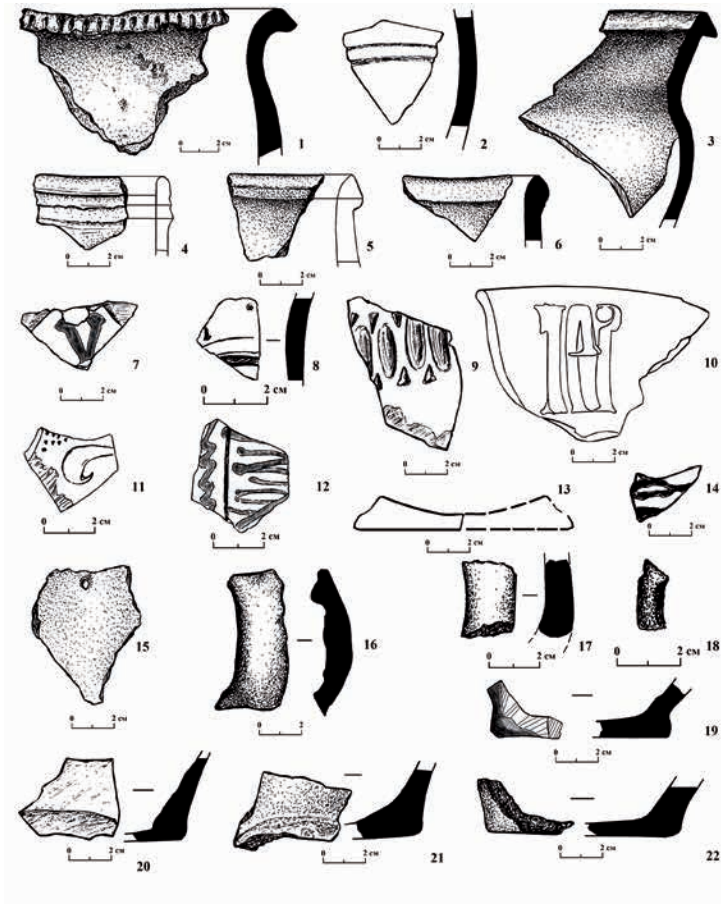 0 2 см 1
0 2 см 2
0 2 см 3
0 2 см 4
0 2 см 5
0 2 см 6
0 2 см 7
0 2 см 8
0 2 см 9
0 2 см 10
0 2 см 11
0 2 см 12
0 2 см 13
0 2 см 14
0 2 см 15
0 2 16
0 2 см 17
0 2 см 18
0 2 см 19
0 2 см 20
0 2 см 21
0 2 см 22